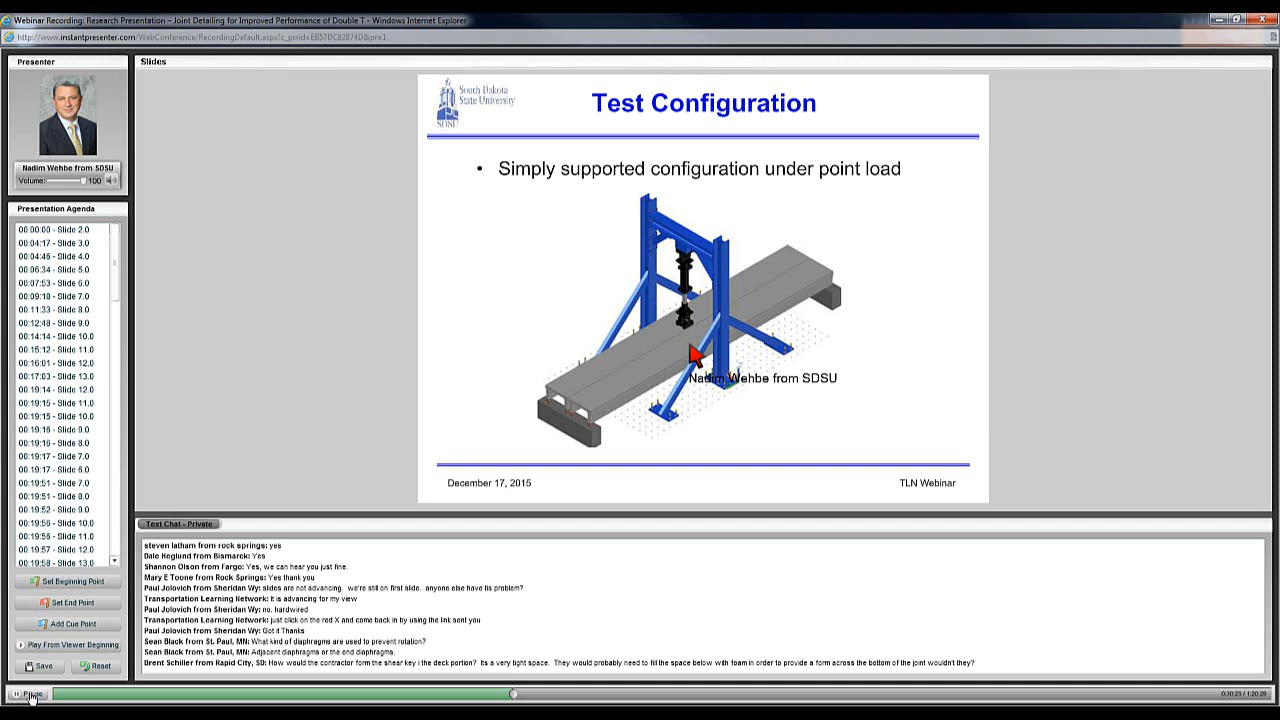 Webinar Recording: Research Presentation – Joint Detailing for Improved Performance of Double T - Windows Internet Explorer
http://www.instantpresenter.com/WebConference/RecordingDefault.aspx?c_psrid=EB57DC82874D&pr=1
Presenter
Nadim Wehbe from SDSU
Volume: 100
Presentation Agenda
00:00:00 - Slide 2.0
00:04:17 - Slide 3.0
00:04:46 - Slide 4.0
00:06:34 - Slide 5.0
00:07:53 - Slide 6.0
00:09:18 - Slide 7.0
00:11:33 - Slide 8.0
00:12:48 - Slide 9.0
00:14:14 - Slide 10.0
00:15:12 - Slide 11.0
00:16:01 - Slide 12.0
00:17:03 - Slide 13.0
00:19:14 - Slide 12.0
00:19:15 - Slide 11.0
00:19:15 - Slide 10.0
00:19:16 - Slide 9.0
00:19:16 - Slide 8.0
00:19:17 - Slide 7.0
00:19:17 - Slide 6.0
00:19:51 - Slide 7.0
00:19:51 - Slide 8.0
00:19:52 - Slide 9.0
00:19:56 - Slide 10.0
00:19:56 - Slide 11.0
00:19:57 - Slide 12.0
00:19:58 - Slide 13.0
Set Beginning Point
Set End Point
Add Cue Point
Play From Viewer Beginning
Save
Reset
Slides
South Dakota
State University
SDSU
Test Configuration
• Simply supported configuration under point load
Nadim Wehbe from SDSU
December 17, 2015
TLN Webinar
Text Chat - Private
steven latham from rock springs: yes
Dale Heglund from Bismarck: Yes
Shannon Olson from Fargo: Yes, we can hear you just fine.
Mary E Toone from Rock Springs: Yes thank you
Paul Jolovich from Sheridan Wy: slides are not advancing. we're still on first slide. anyone else have tis problem?
Transportation Learning Network: It is advancing for my view
Paul Jolovich from Sheridan Wy: no. hardwired
Transportation Learning Network: just click on the red X and come back in by using the link sent you
Paul Jolovich from Sheridan Wy: Got it Thanks
Sean Black from St. Paul, MN: What kind of diaphragms are used to prevent rotation?
Sean Black from St. Paul, MN: Adjacent diaphragms or the end diaphragms.
Brent Schiller from Rapid City, SD: How would the contractor form the shear key i the deck portion? Its a very tight space. They would probably need to fill the space below with foam in order to provide a form across the bottom of the joint wouldn't they?
Pause
0:30:25 / 1:20:29